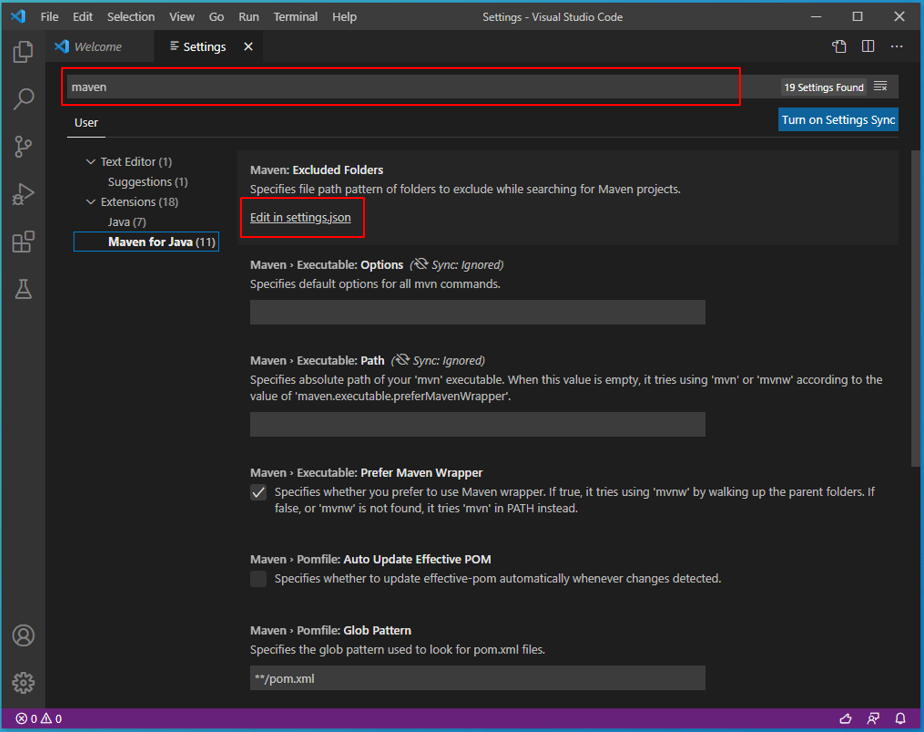 File Edit Selection View Go Run Terminal Help Settings - Visual Studio Code
Welcome Settings
maven 19 Settings Found
User Turn on Settings Sync
Text Editor (1)
Suggestions (1)
Extensions (18)
Java (7)
Maven for Java (11)
Maven: Excluded Folders
Specifies file path pattern of folders to exclude while searching for Maven projects.
Edit in settings.json
Maven › Executable: Options (Sync: Ignored)
Specifies default options for all mvn commands.
Maven › Executable: Path (Sync: Ignored)
Specifies absolute path of your 'mvn' executable. When this value is empty, it tries using 'mvn' or 'mvnw' according to the
value of 'maven.executable.preferMavenWrapper'.
Maven › Executable: Prefer Maven Wrapper
Specifies whether you prefer to use Maven wrapper. If true, it tries using 'mvnw' by walking up the parent folders. If
false, or 'mvnw' is not found, it tries 'mvn' in PATH instead.
Maven › Pomfile: Auto Update Effective POM
Specifies whether to update effective-pom automatically whenever changes detected.
Maven › Pomfile: Glob Pattern
Specifies the glob pattern used to look for pom.xml files.
**/pom.xml
0 0